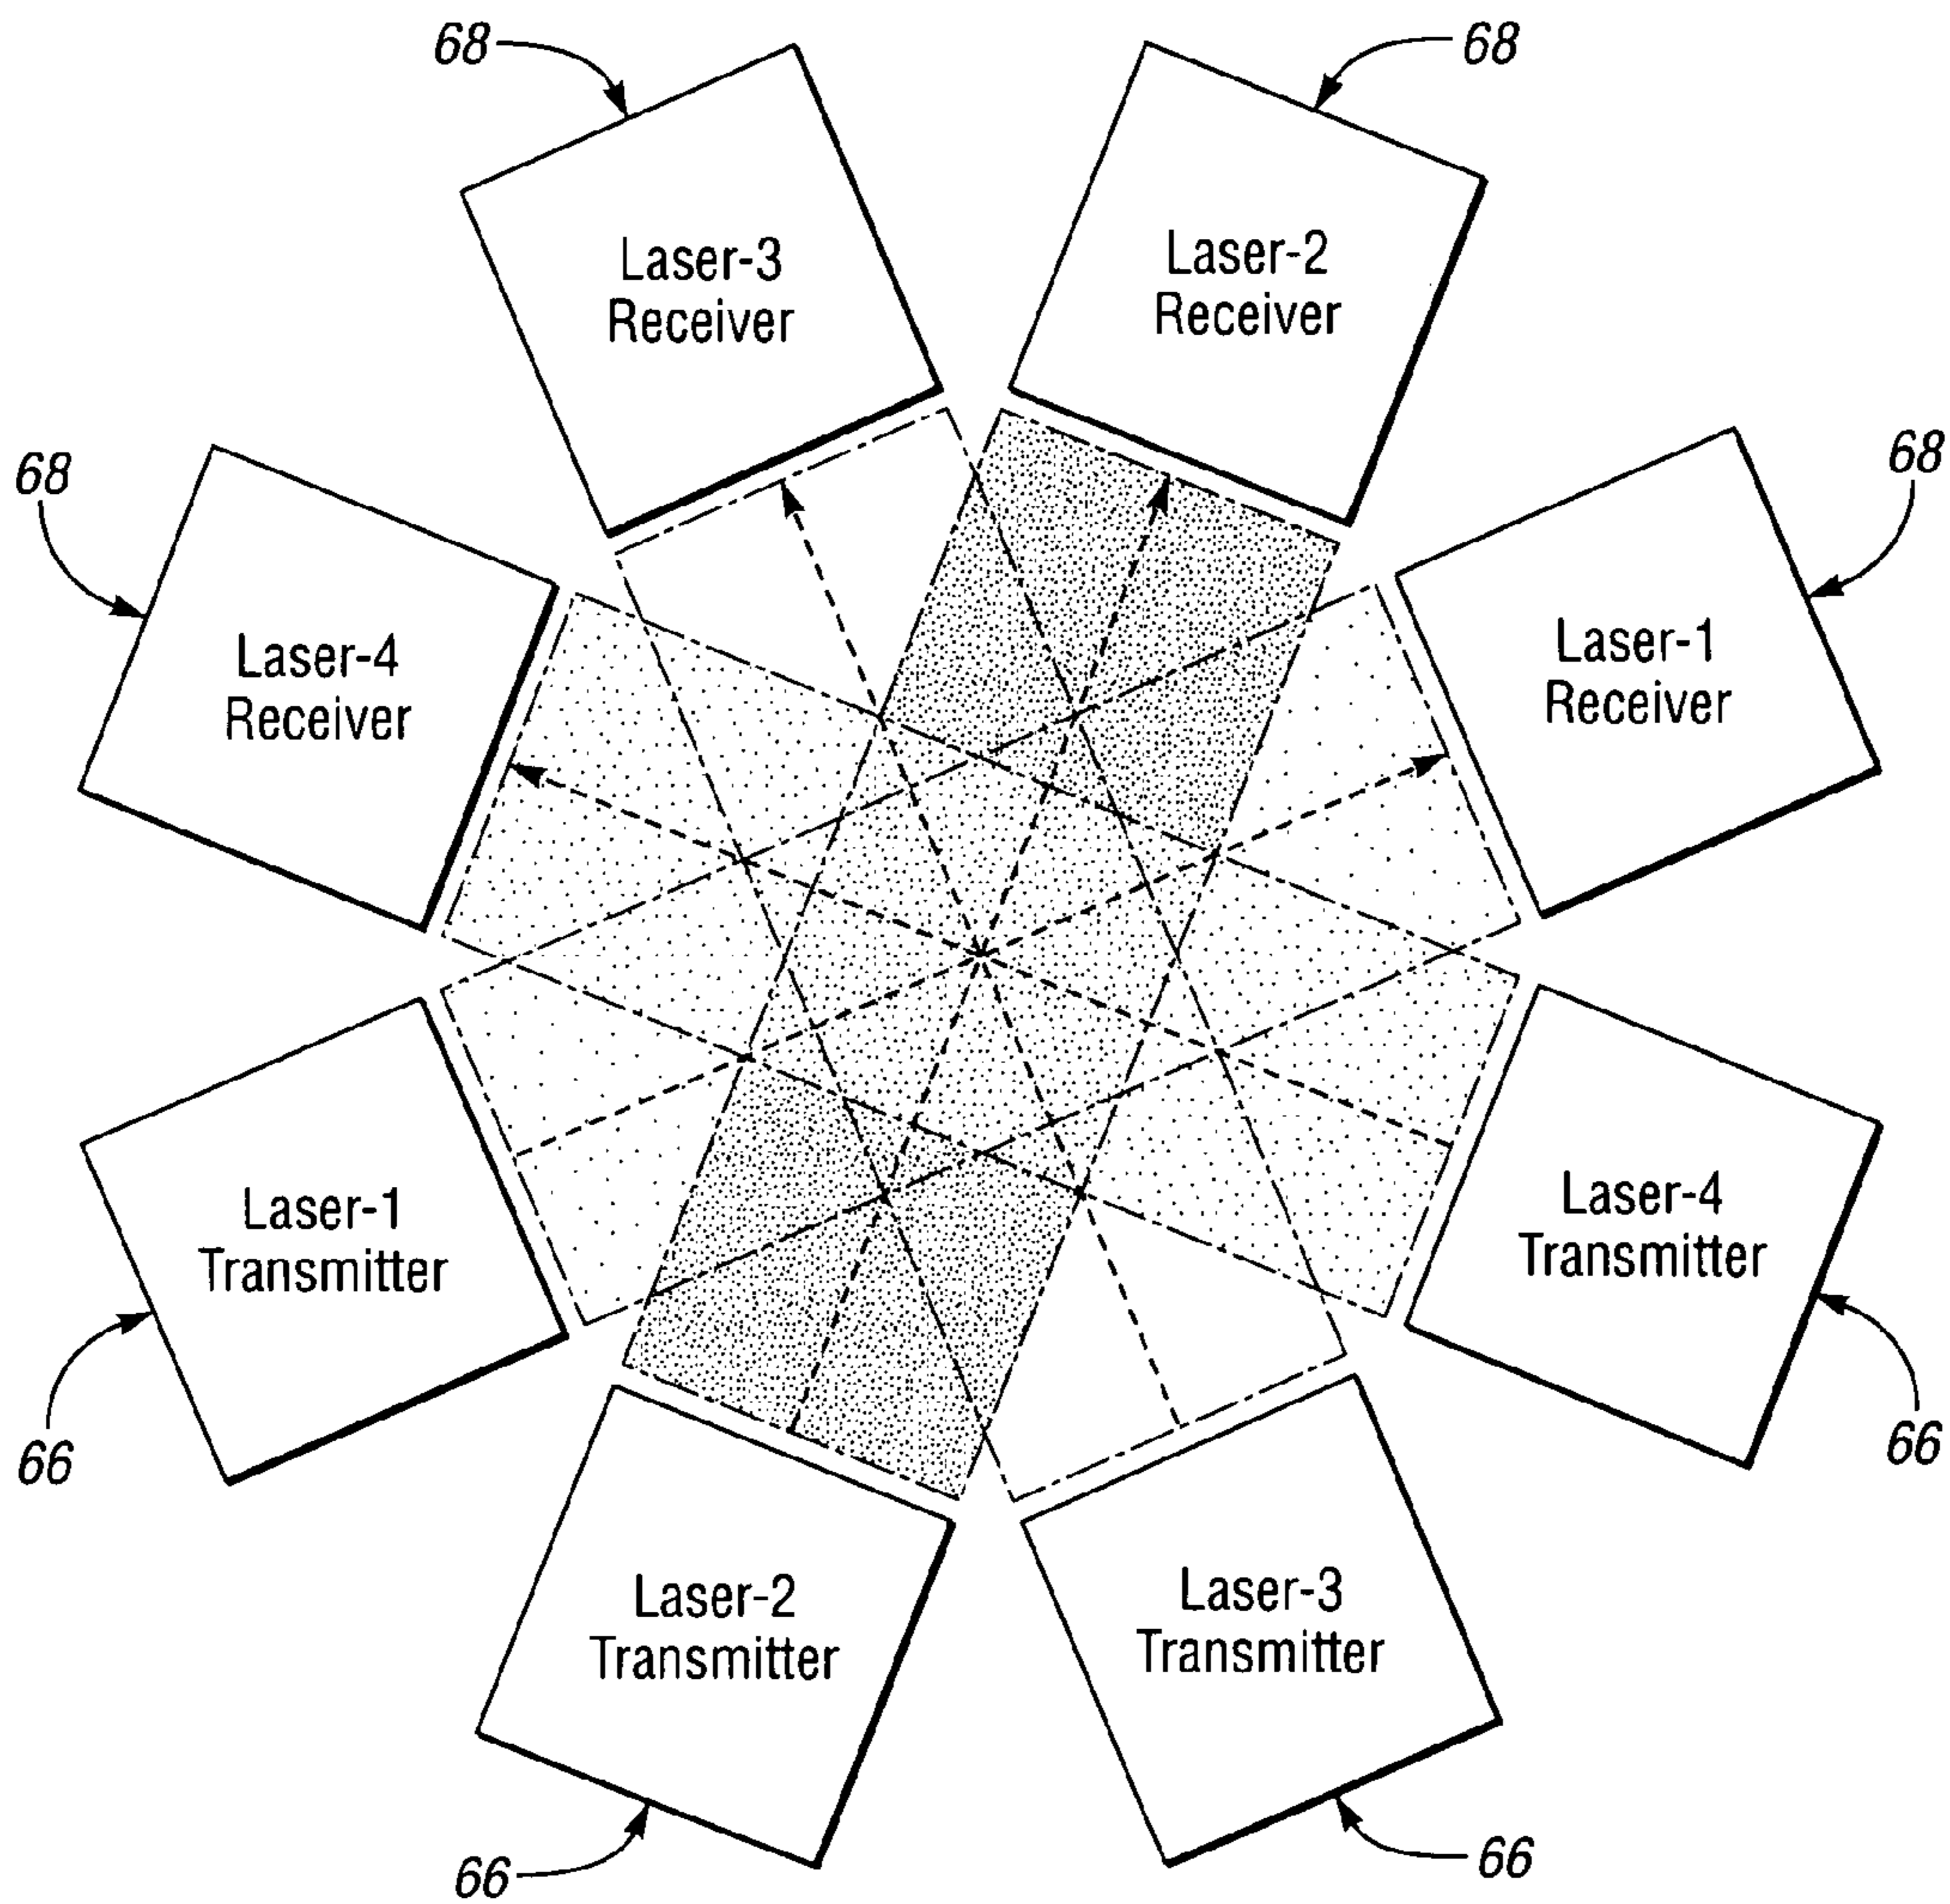 68
68
Laser-3
Receiver
Laser-2
Receiver
68
68
Laser-4
Receiver
Laser-1
Receiver
Laser-1
Transmitter
Laser-4
Transmitter
66
66
Laser-2
Transmitter
Laser-3
Transmitter
66
66